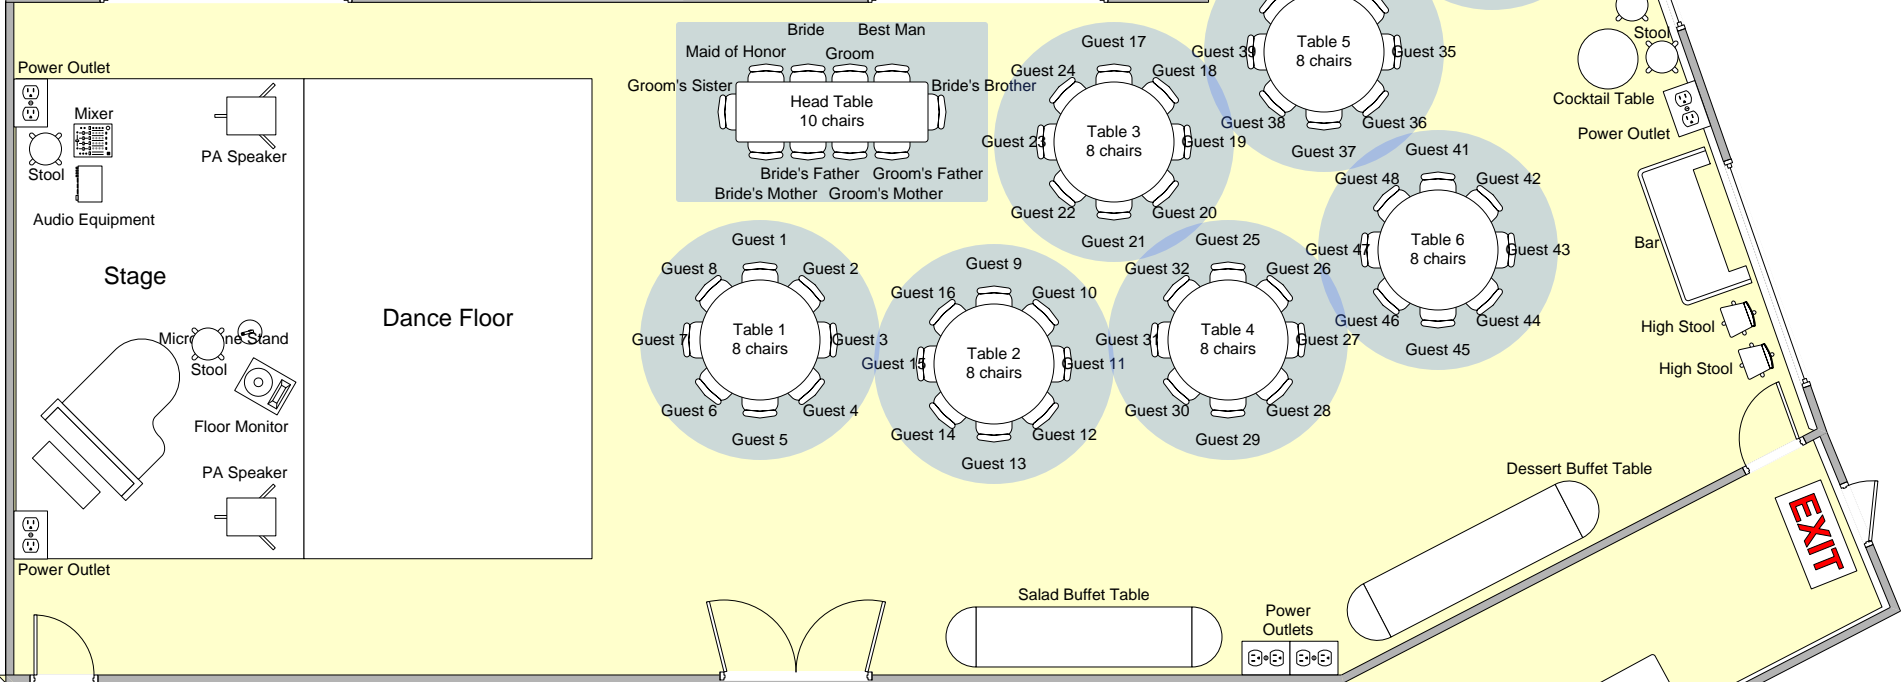 Power Outlet
Mixer
Stool
PA Speaker
Audio Equipment
Stage
Stand
Stool
Floor Monitor
PA Speaker
Power Outlet
Dance Floor
Bride
Best Man
Maid of Honor
Groom
Groom's Sister
Bride's Brother
Head Table
10 chairs
Bride's Father
Groom's Father
Bride's Mother
Groom's Mother
Guest 1
Guest 8
Guest 2
Guest 7
Table 1
8 chairs
Guest 3
Guest 6
Guest 4
Guest 5
Guest 9
Guest 16
Guest 10
Guest 15
Table 2
8 chairs
Guest 11
Guest 14
Guest 12
Guest 13
Guest 17
Guest 24
Guest 18
Guest 23
Table 3
8 chairs
Guest 19
Guest 22
Guest 20
Guest 21
Guest 25
Guest 32
Guest 26
Guest 31
Table 4
8 chairs
Guest 27
Guest 30
Guest 28
Guest 29
Guest 39
Table 5
8 chairs
Guest 35
Guest 38
Guest 36
Guest 37
Guest 41
Guest 48
Guest 42
Guest 47
Table 6
8 chairs
Guest 43
Guest 46
Guest 44
Guest 45
Stool
Cocktail Table
Power Outlet
Bar
High Stool
High Stool
Dessert Buffet Table
EXIT
Salad Buffet Table
Power
Outlets